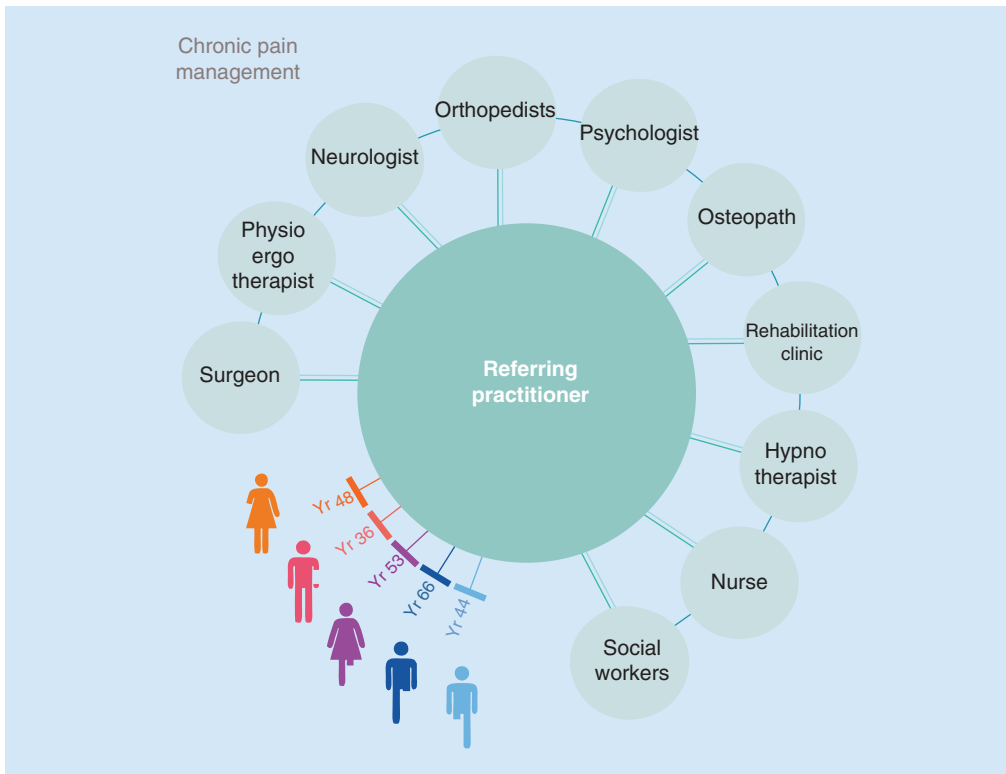 Chronic pain
management
Orthopedists
Psychologist
Neurologist
Osteopath
Physio
ergo
therapist
Rehabilitation
clinic
Surgeon
Referring
practitioner
Hypno
therapist
Yr 48
Yr 36
Yr 53
Yr 66
Yr 44
Nurse
Social
workers